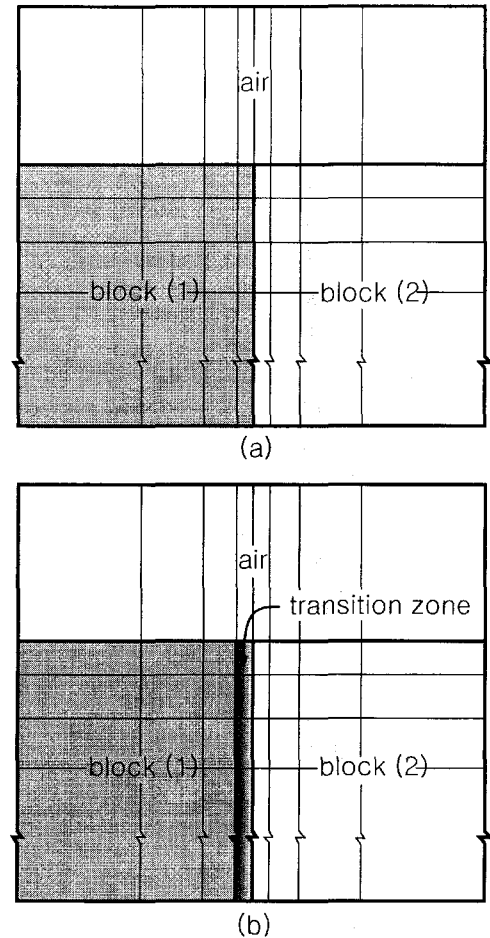 air
block (1)
block (2)
(a)
air
transition zone
block (1)
block (2)
(b)